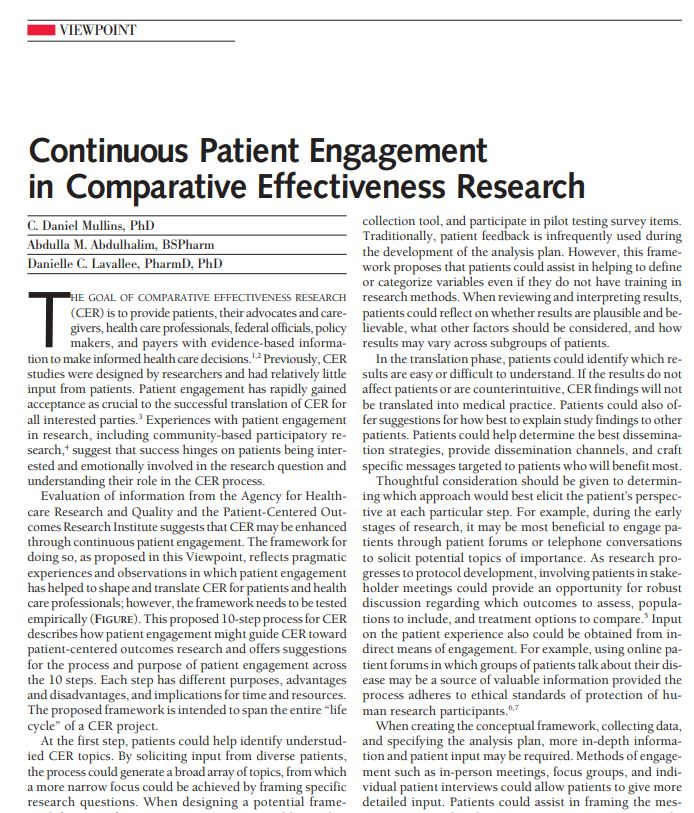 VIEWPOINT
Continuous Patient Engagement
in Comparative Effectiveness Research
C. Daniel Mullins, PhD
Abdulla M. Abdulhalim, BSPharm
Danielle C. Lavallee, PharmD, PhD
THE GOAL OF COMPARATIVE EFFECTIVENESS RESEARCH
(CER) is to provide patients, their advocates and care-
givers, health care professionals, federal officials, policy
makers, and payers with evidence-based informa-
tion to make informed health care decisions.1,2 Previously, CER
studies were designed by researchers and had relatively little
input from patients. Patient engagement has rapidly gained
acceptance as crucial to the successful translation of CER for
all interested parties.3 Experiences with patient engagement
in research, including community-based participatory re-
search,4 suggest that success hinges on patients being inter-
ested and emotionally involved in the research question and
understanding their role in the CER process.
Evaluation of information from the Agency for Health-
care Research and Quality and the Patient-Centered Out-
comes Research Institute suggests that CER may be enhanced
through continuous patient engagement. The framework for
doing so, as proposed in this Viewpoint, reflects pragmatic
experiences and observations in which patient engagement
has helped to shape and translate CER for patients and health
care professionals; however, the framework needs to be tested
empirically (FIGURE). This proposed 10-step process for CER
describes how patient engagement might guide CER toward
patient-centered outcomes research and offers suggestions
for the process and purpose of patient engagement across
the 10 steps. Each step has different purposes, advantages
and disadvantages, and implications for time and resources.
The proposed framework is intended to span the entire “life
cycle” of a CER project.
At the first step, patients could help identify understud-
ied CER topics. By soliciting input from diverse patients,
the process could generate a broad array of topics, from which
a more narrow focus could be achieved by framing specific
research questions. When designing a potential frame-
collection tool, and participate in pilot testing survey items.
Traditionally, patient feedback is infrequently used during
the development of the analysis plan. However, this frame-
work proposes that patients could assist in helping to define
or categorize variables even if they do not have training in
research methods. When reviewing and interpreting results,
patients could reflect on whether results are plausible and be-
lievable, what other factors should be considered, and how
results may vary across subgroups of patients.
In the translation phase, patients could identify which re-
sults are easy or difficult to understand. If the results do not
affect patients or are counterintuitive, CER findings will not
be translated into medical practice. Patients could also of-
fer suggestions for how best to explain study findings to other
patients. Patients could help determine the best dissemina-
tion strategies, provide dissemination channels, and craft
specific messages targeted to patients who will benefit most.
Thoughtful consideration should be given to determin-
ing which approach would best elicit the patient’s perspec-
tive at each particular step. For example, during the early
stages of research, it may be most beneficial to engage pa-
tients through patient forums or telephone conversations
to solicit potential topics of importance. As research pro-
gresses to protocol development, involving patients in stake-
holder meetings could provide an opportunity for robust
discussion regarding which outcomes to assess, popula-
tions to include, and treatment options to compare.5 Input
on the patient experience also could be obtained from in-
direct means of engagement. For example, using online pa-
tient forums in which groups of patients talk about their dis-
ease may be a source of valuable information provided the
process adheres to ethical standards of protection of hu-
man research participants.6,7
When creating the conceptual framework, collecting data,
and specifying the analysis plan, more in-depth informa-
tion and patient input may be required. Methods of engage-
ment such as in-person meetings, focus groups, and indi-
vidual patient interviews could allow patients to give more
detailed input. Patients could assist in framing the mes-